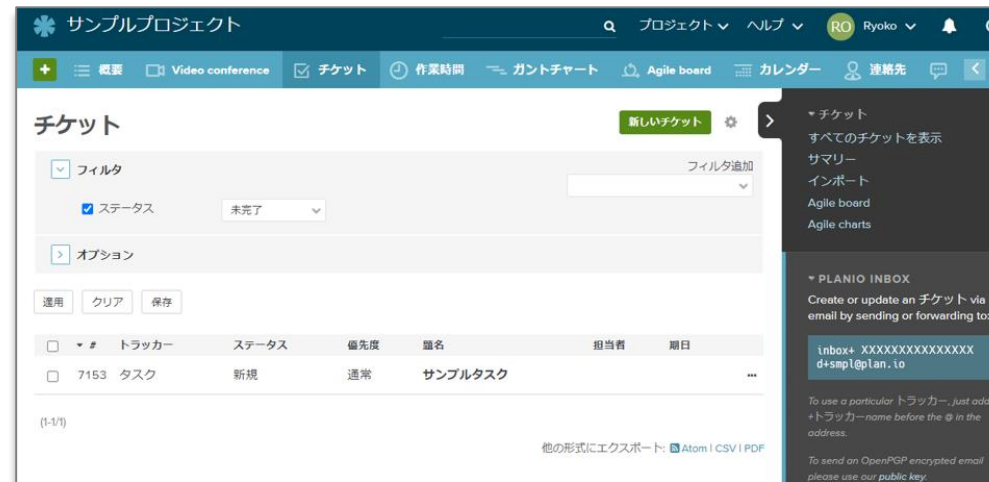 サンプルプロジェクト
プロジェクト ヘルプ RO Ryoko
+ 概要 Video conference チケット 作業時間 ガントチャート Agile board カレンダー 連絡先
チケット
新しいチケット
フィルタ
フィルタ追加
ステータス 未完了
オプション
適用 クリア 保存
# トラッカー ステータス 優先度 題名 担当者 期日
7153 タスク 新規 通常 サンプルタスク ...
(1-1/1)
他の形式にエクスポート: Atom | CSV | PDF
チケット
すべてのチケットを表示
サマリー
インポート
Agile board
Agile charts
PLANIO INBOX
Create or update an チケット via
email by sending or forwarding to:
inbox+ XXXXXXXXXXXXXXX
d+smpl@plan.io
To use a particular トラッカー, just add
+トラッカーname before the @ in the
address.
To send an OpenPGP encrypted email
please use our public key.